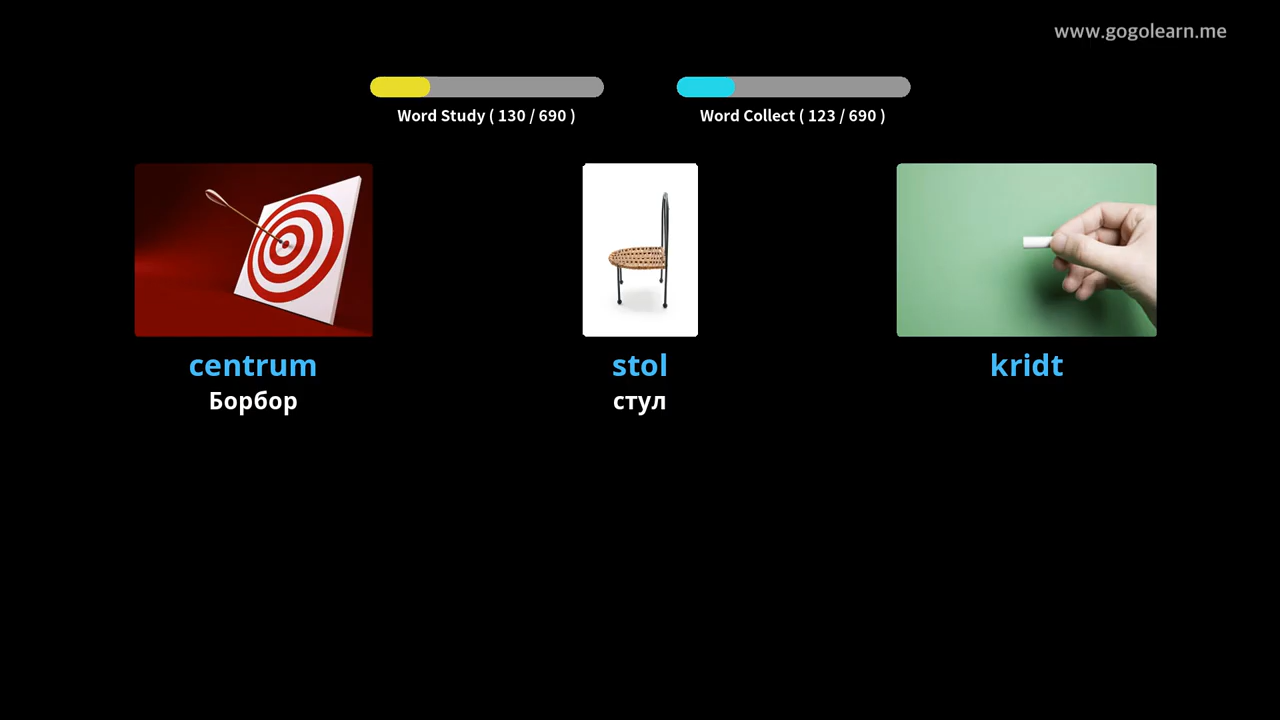 www.gogolearn.me
Word Study ( 130 / 690 )
Word Collect ( 123 / 690 )
centrum
Борбор
stol
стул
kridt